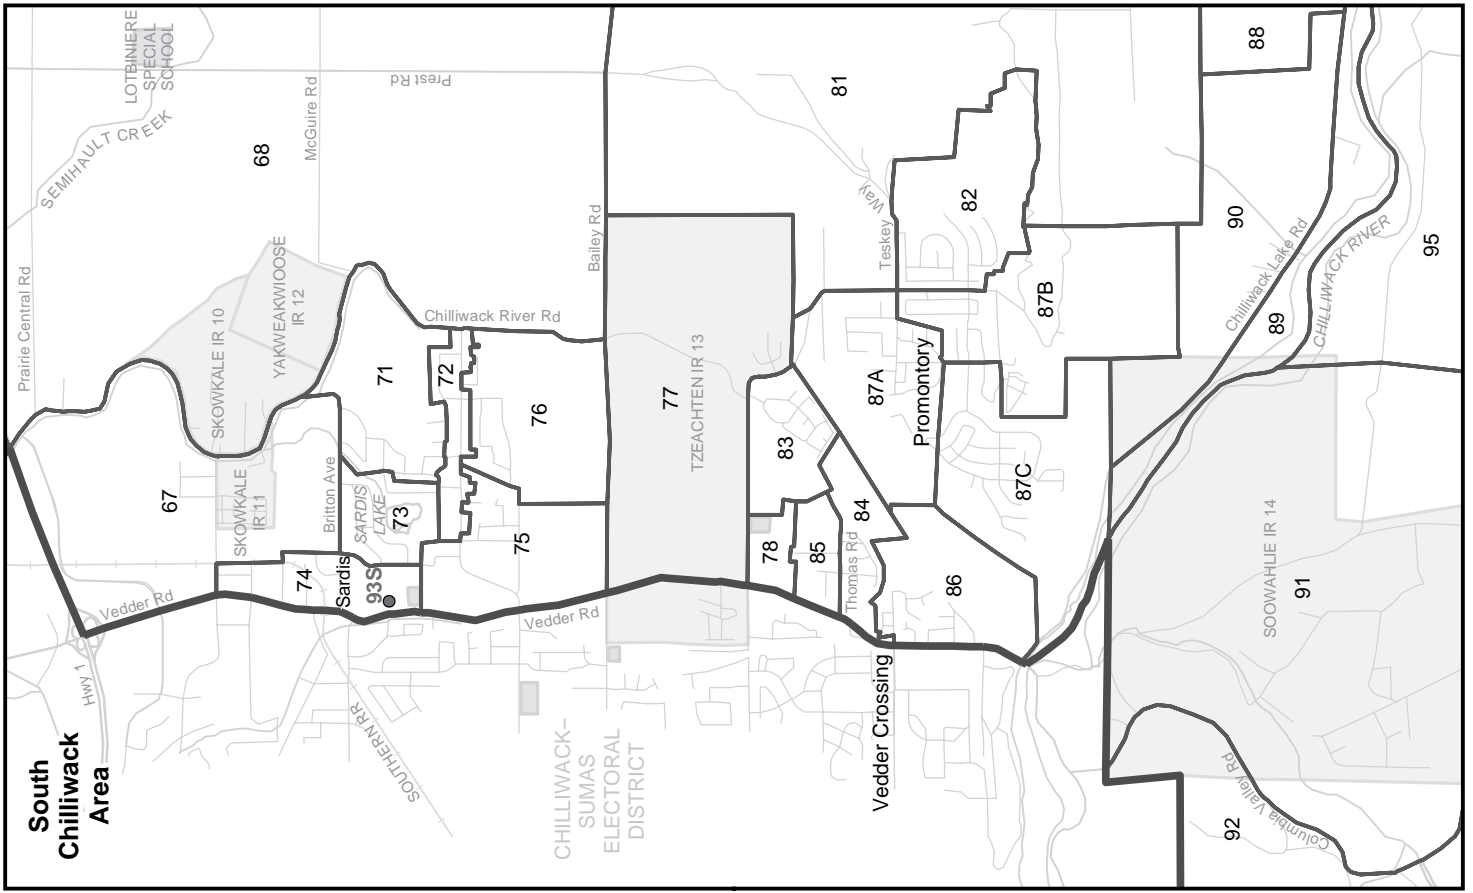 South
Chilliwack
Area
LOTBINIERE
SPECIAL
SCHOOL
SEMIHAULT CREEK
McGuire Rd
Prest Rd
68
81
88
Prairie Central Rd
SKOWKALE IR 10
YAKWEAKWIOOSE
IR 12
Bailey Rd
Teskey Way
82
90
95
Chilliwack River Rd
87B
Chilliwack Lake Rd
89
CHILLIWACK RIVER
71
72
76
77
TZEACHTEN IR 13
87A
Promontory
83
87C
67
SKOWKALE
IR 11
Britton Ave
SARDIS
LAKE
73
75
84
78
85
Thomas Rd
86
74
Sardis
93S
Vedder Rd
Vedder Rd
SOOWAHLIE IR 14
91
Hwy 1
SOUTHERN RR
CHILLIWACK–
SUMAS
ELECTORAL
DISTRICT
Vedder Crossing
92
Columbia Valley Rd